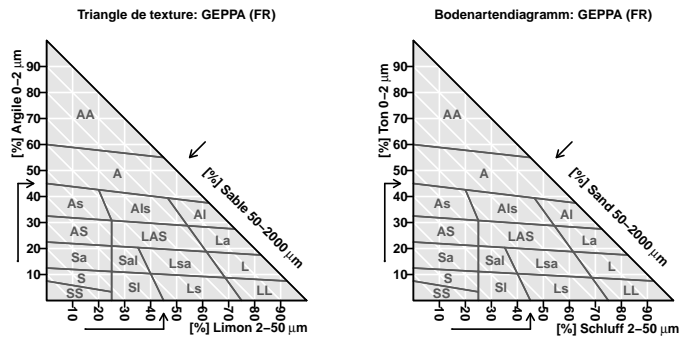 Triangle de texture: GEPPA (FR)
[%] Argile 0–2 μm
90
80
70
60
50
40
30
20
10
AA
A
As
Als
Al
AS
LAS
La
Sa
Sal
Lsa
L
S
SS
Sl
Ls
LL
[%] Sable 50–2000 μm
10
20
30
40
50
60
70
80
90
[%] Limon 2–50 μm
Bodenartendiagramm: GEPPA (FR)
[%] Ton 0–2 μm
90
80
70
60
50
40
30
20
10
AA
A
As
Als
Al
AS
LAS
La
Sa
Sal
Lsa
L
S
SS
Sl
Ls
LL
[%] Sand 50–2000 μm
10
20
30
40
50
60
70
80
90
[%] Schluff 2–50 μm